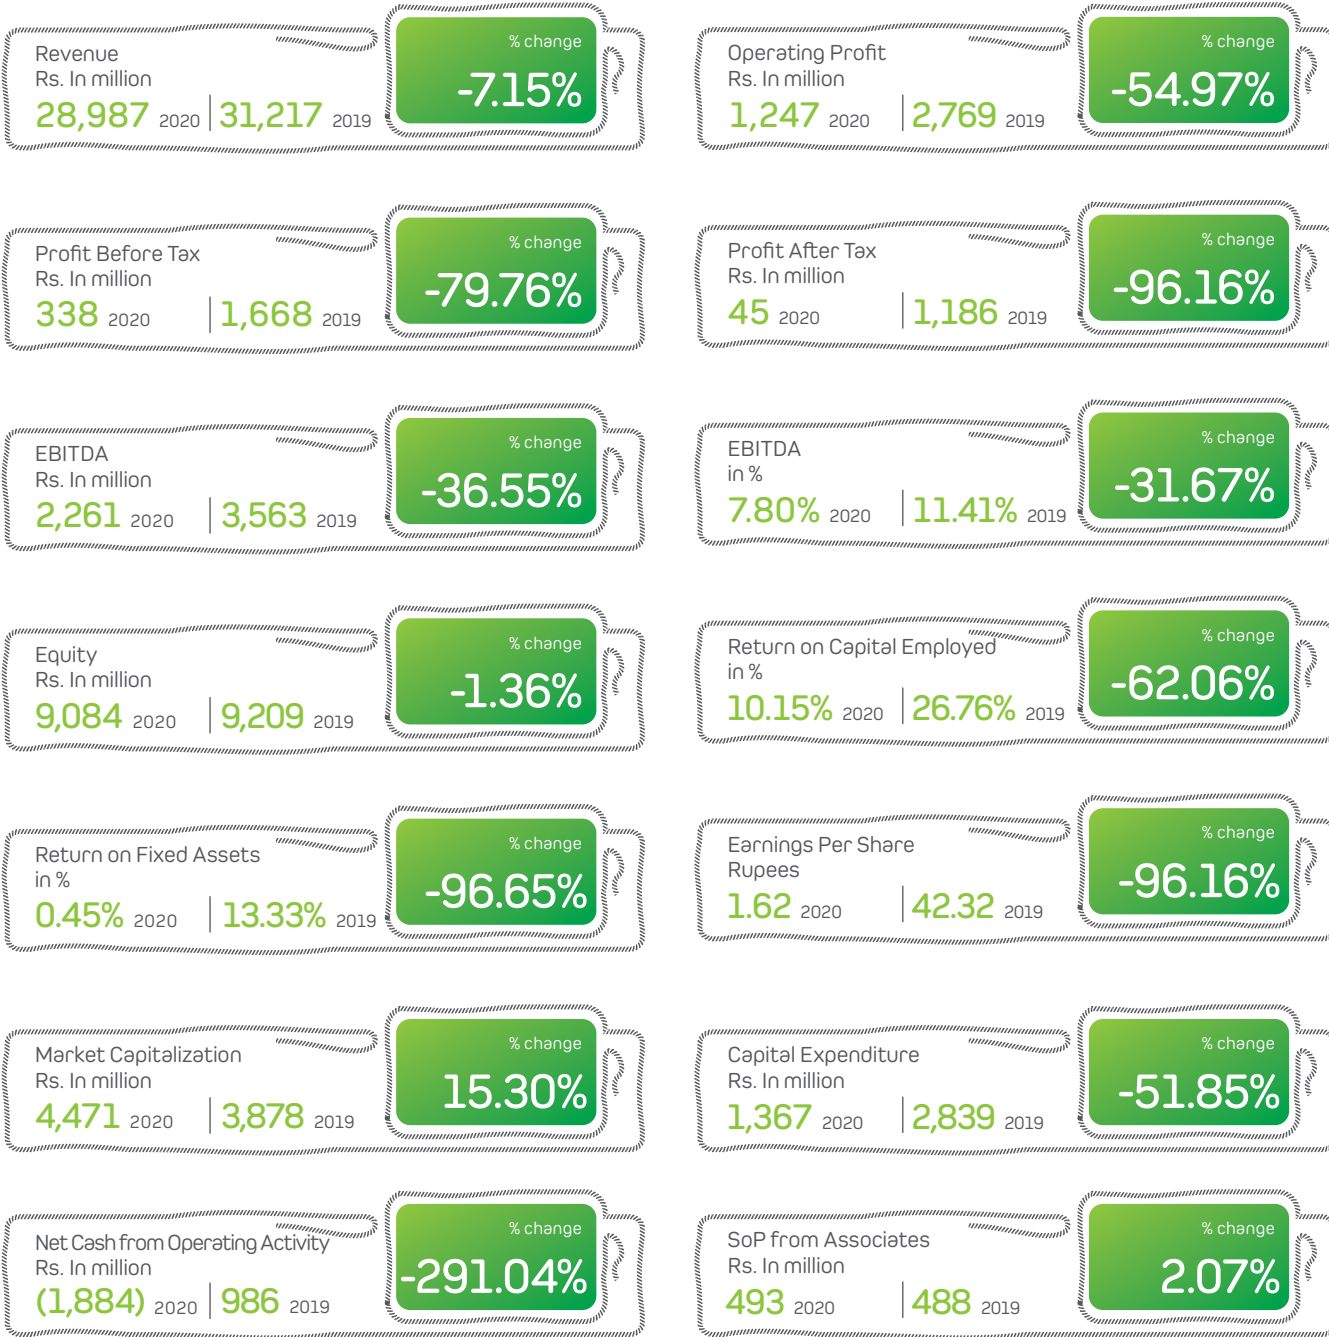 Revenue
Rs. In million
28,987 2020 31,217 2019
% change
-7.15%
Operating Profit
Rs. In million
1,247 2020 2,769 2019
% change
-54.97%
Profit Before Tax
Rs. In million
338 2020 1,668 2019
% change
-79.76%
Profit After Tax
Rs. In million
45 2020 1,186 2019
% change
-96.16%
EBITDA
Rs. In million
2,261 2020 3,563 2019
% change
-36.55%
EBITDA
in %
7.80% 2020 11.41% 2019
% change
-31.67%
Equity
Rs. In million
9,084 2020 9,209 2019
% change
-1.36%
Return on Capital Employed
in %
10.15% 2020 26.76% 2019
% change
-62.06%
Return on Fixed Assets
in %
0.45% 2020 13.33% 2019
% change
-96.65%
Earnings Per Share
Rupees
1.62 2020 42.32 2019
% change
-96.16%
Market Capitalization
Rs. In million
4,471 2020 3,878 2019
% change
15.30%
Capital Expenditure
Rs. In million
1,367 2020 2,839 2019
% change
-51.85%
Net Cash from Operating Activity
Rs. In million
(1,884) 2020 986 2019
% change
-291.04%
SoP from Associates
Rs. In million
493 2020 488 2019
% change
2.07%